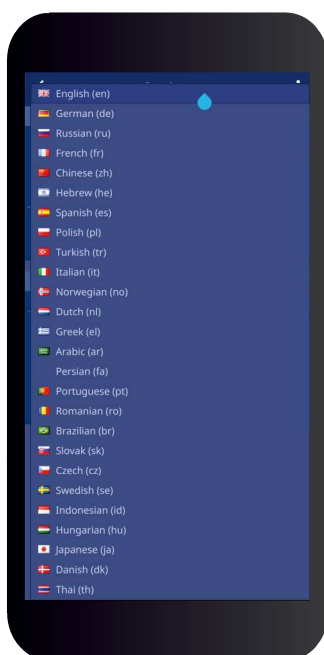 English (en)
German (de)
Russian (ru)
French (fr)
Chinese (zh)
Hebrew (he)
Spanish (es)
Polish (pl)
Turkish (tr)
Italian (it)
Norwegian (no)
Dutch (nl)
Greek (el)
Arabic (ar)
Persian (fa)
Portuguese (pt)
Romanian (ro)
Brazilian (br)
Slovak (sk)
Czech (cz)
Swedish (se)
Indonesian (id)
Hungarian (hu)
Japanese (ja)
Danish (dk)
Thai (th)